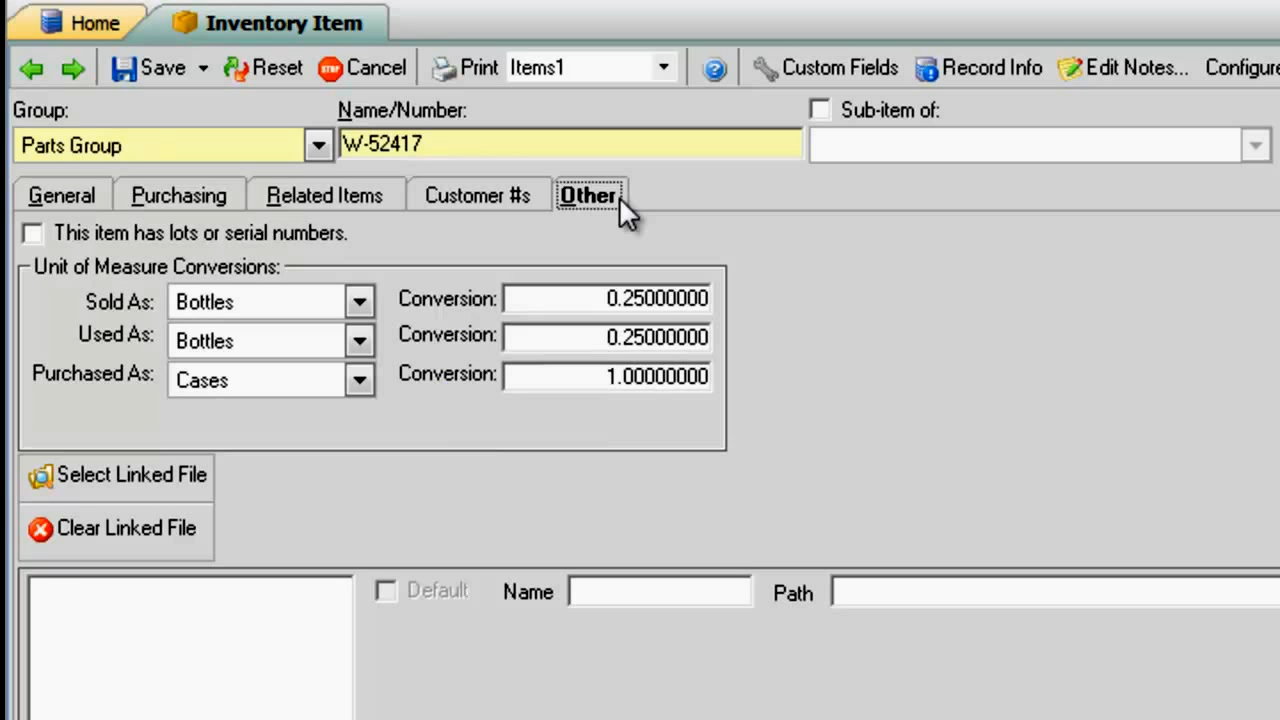 Home Inventory Item
Save Reset Cancel Print Items1 Custom Fields Record Info Edit Notes... Configure
Group: Name/Number: Sub-item of:
Parts Group W-52417
General Purchasing Related Items Customer #s Other
This item has lots or serial numbers.
Unit of Measure Conversions:
Sold As: Bottles Conversion: 0.25000000
Used As: Bottles Conversion: 0.25000000
Purchased As: Cases Conversion: 1.00000000
Select Linked File
Clear Linked File
Default Name Path